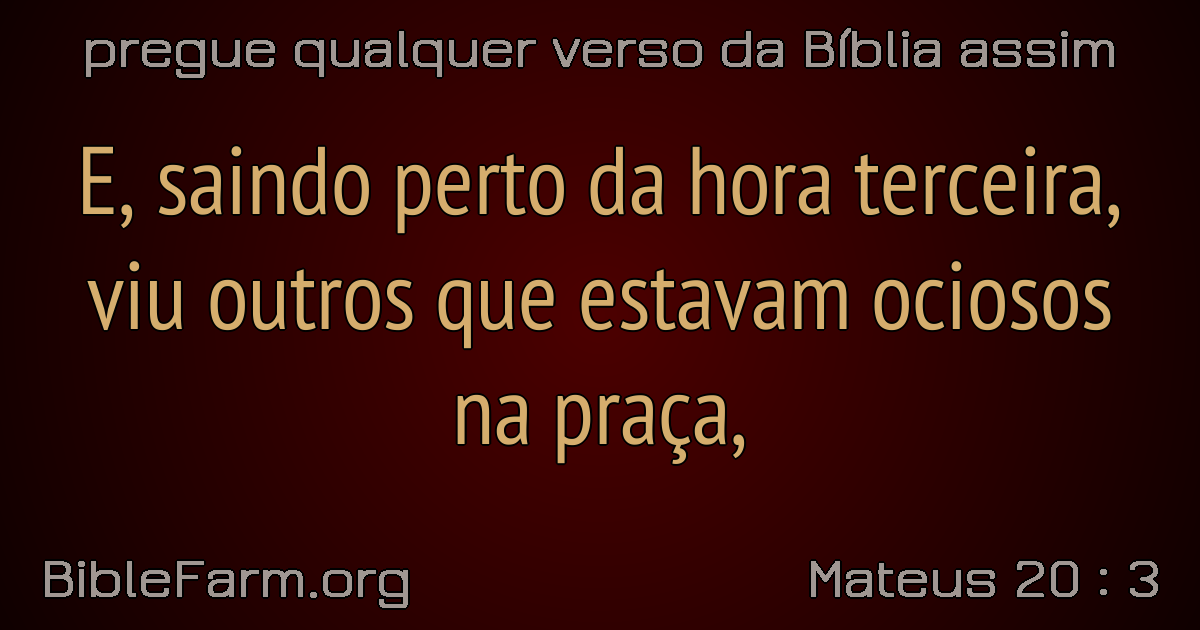 pregue qualquer verso da Bíblia assim
E, saindo perto da hora terceira,
viu outros que estavam ociosos
na praça,
BibleFarm.org
Mateus 20 : 3